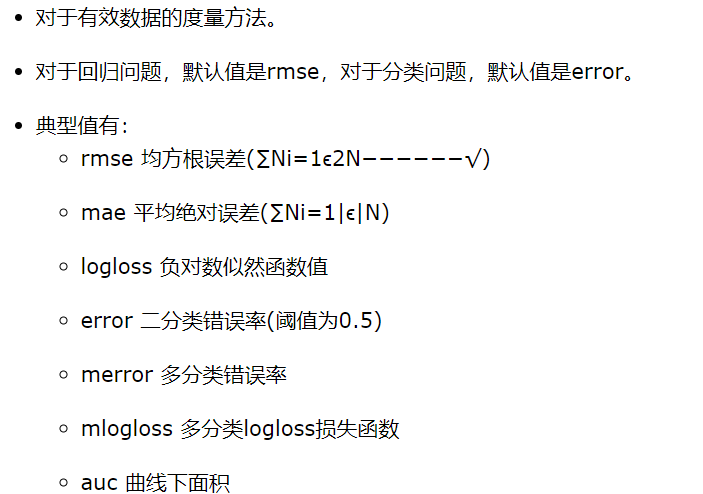 对于有效数据的度量方法。
对于回归问题，默认值是rmse，对于分类问题，默认值是error。
典型值有：
rmse 均方根误差(∑Ni=1ϵ2N−−−−−−√)
mae 平均绝对误差(∑Ni=1|ϵ|N)
logloss 负对数似然函数值
error 二分类错误率(阈值为0.5)
merror 多分类错误率
mlogloss 多分类logloss损失函数
auc 曲线下面积